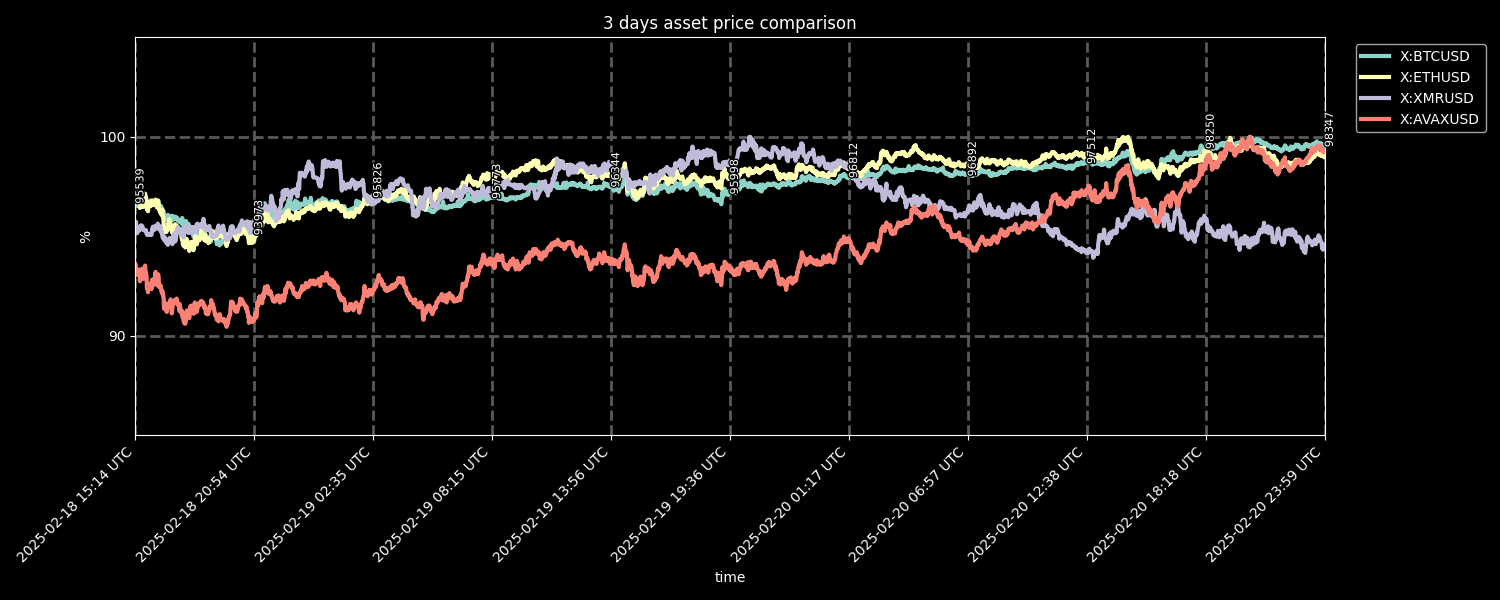 3 days asset price comparison
X:BTCUSD
X:ETHUSD
X:XMRUSD
X:AVAXUSD
100
90
%
95539
93973
95826
95773
96344
95998
96812
96892
97512
98250
98347
2025-02-18 15:14 UTC
2025-02-18 20:54 UTC
2025-02-19 02:35 UTC
2025-02-19 08:15 UTC
2025-02-19 13:56 UTC
2025-02-19 19:36 UTC
2025-02-20 01:17 UTC
2025-02-20 06:57 UTC
2025-02-20 12:38 UTC
2025-02-20 18:18 UTC
2025-02-20 23:59 UTC
time